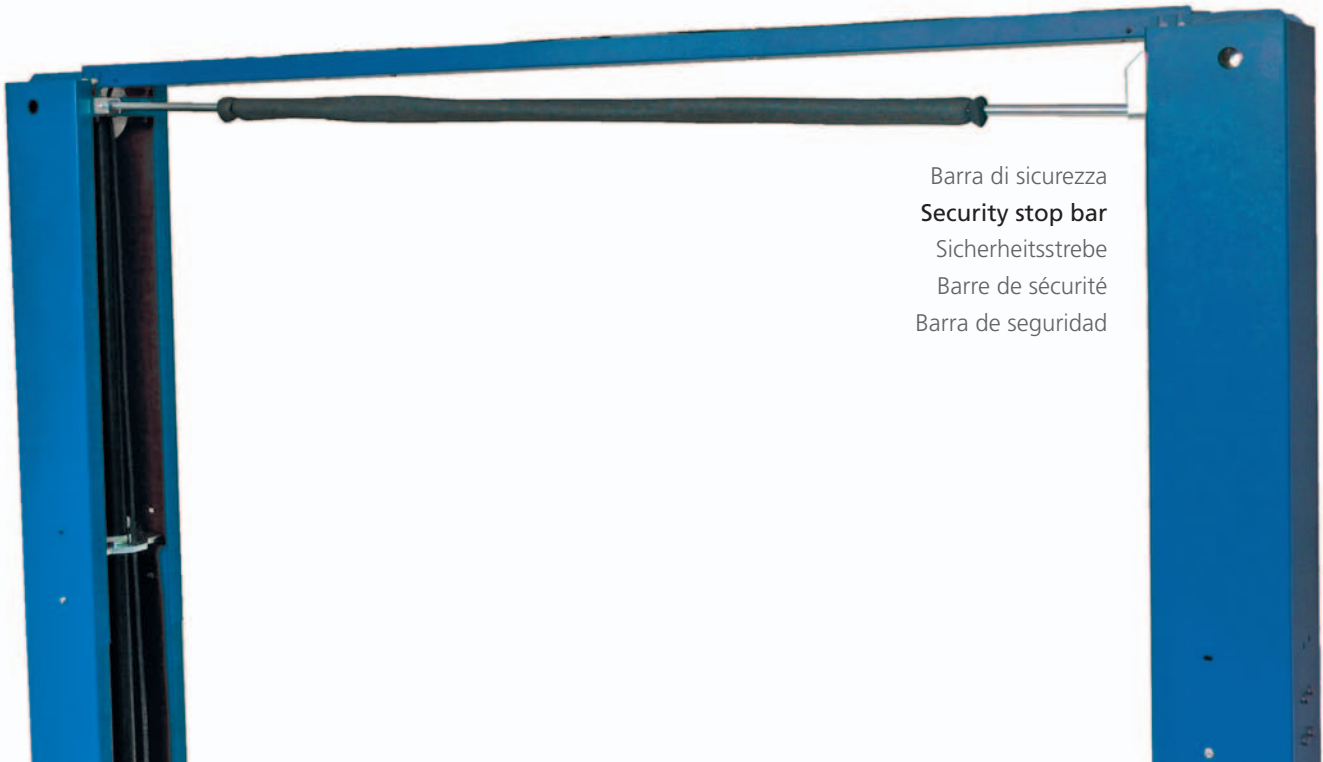 Barra di sicurezza
Security stop bar
Sicherheitsstrebe
Barre de sécurité
Barra de seguridad